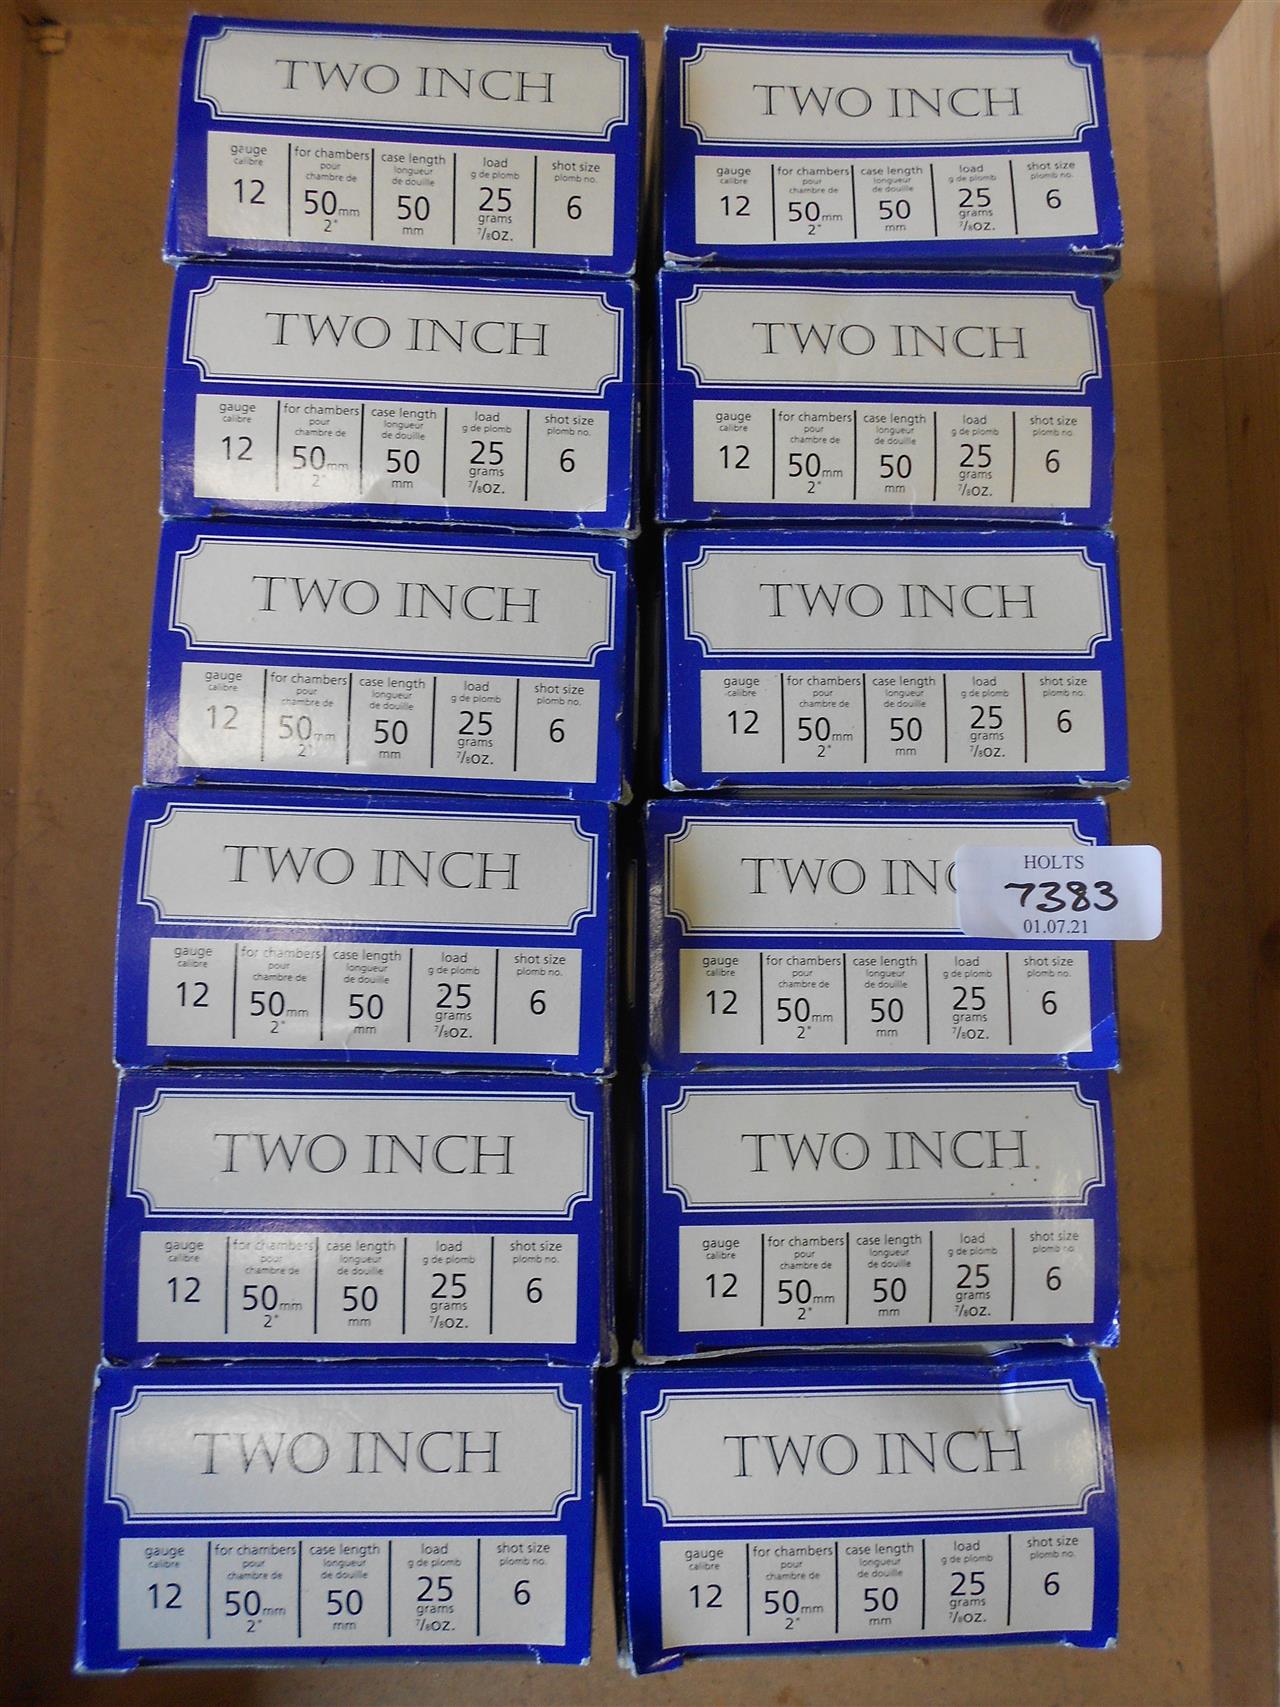 TWO INCH
gauge for chambers case length load shot size
calibre pour longueur g de plomb plomb no.
chambre de de douille
12 50mm 50 25 6
2" mm grams
7/8OZ.
TWO INCH
gauge for chambers case length load shot size
calibre pour longueur g de plomb plomb no.
chambre de de douille
12 50mm 50 25 6
2" mm grams
7/8OZ.
TWO INCH
gauge for chambers case length load shot size
calibre pour longueur g de plomb plomb no.
chambre de de douille
12 50mm 50 25 6
2" mm grams
7/8OZ.
TWO INCH
gauge for chambers case length load shot size
calibre pour longueur g de plomb plomb no.
chambre de de douille
12 50mm 50 25 6
2" mm grams
7/8OZ.
TWO INCH
gauge for chambers case length load shot size
calibre pour longueur g de plomb plomb no.
chambre de de douille
12 50mm 50 25 6
2" mm grams
7/8OZ.
TWO INCH
gauge for chambers case length load shot size
calibre pour longueur g de plomb plomb no.
chambre de de douille
12 50mm 50 25 6
2" mm grams
7/8OZ.
TWO INCH
gauge for chambers case length load shot size
calibre pour longueur g de plomb plomb no.
chambre de de douille
12 50mm 50 25 6
2" mm grams
7/8OZ.
TWO INC
HOLTS
7383
01.07.21
gauge for chambers case length load shot size
calibre pour longueur g de plomb plomb no.
chambre de de douille
12 50mm 50 25 6
2" mm grams
7/8OZ.
TWO INCH
gauge for chambers case length load shot size
calibre pour longueur g de plomb plomb no.
chambre de de douille
12 50mm 50 25 6
2" mm grams
7/8OZ.
TWO INCH
gauge for chambers case length load shot size
calibre pour longueur g de plomb plomb no.
chambre de de douille
12 50mm 50 25 6
2" mm grams
7/8OZ.
TWO INCH
gauge for chambers case length load shot size
calibre pour longueur g de plomb plomb no.
chambre de de douille
12 50mm 50 25 6
2" mm grams
7/8OZ.
TWO INCH
gauge for chambers case length load shot size
calibre pour longueur g de plomb plomb no.
chambre de de douille
12 50mm 50 25 6
2" mm grams
7/8OZ.